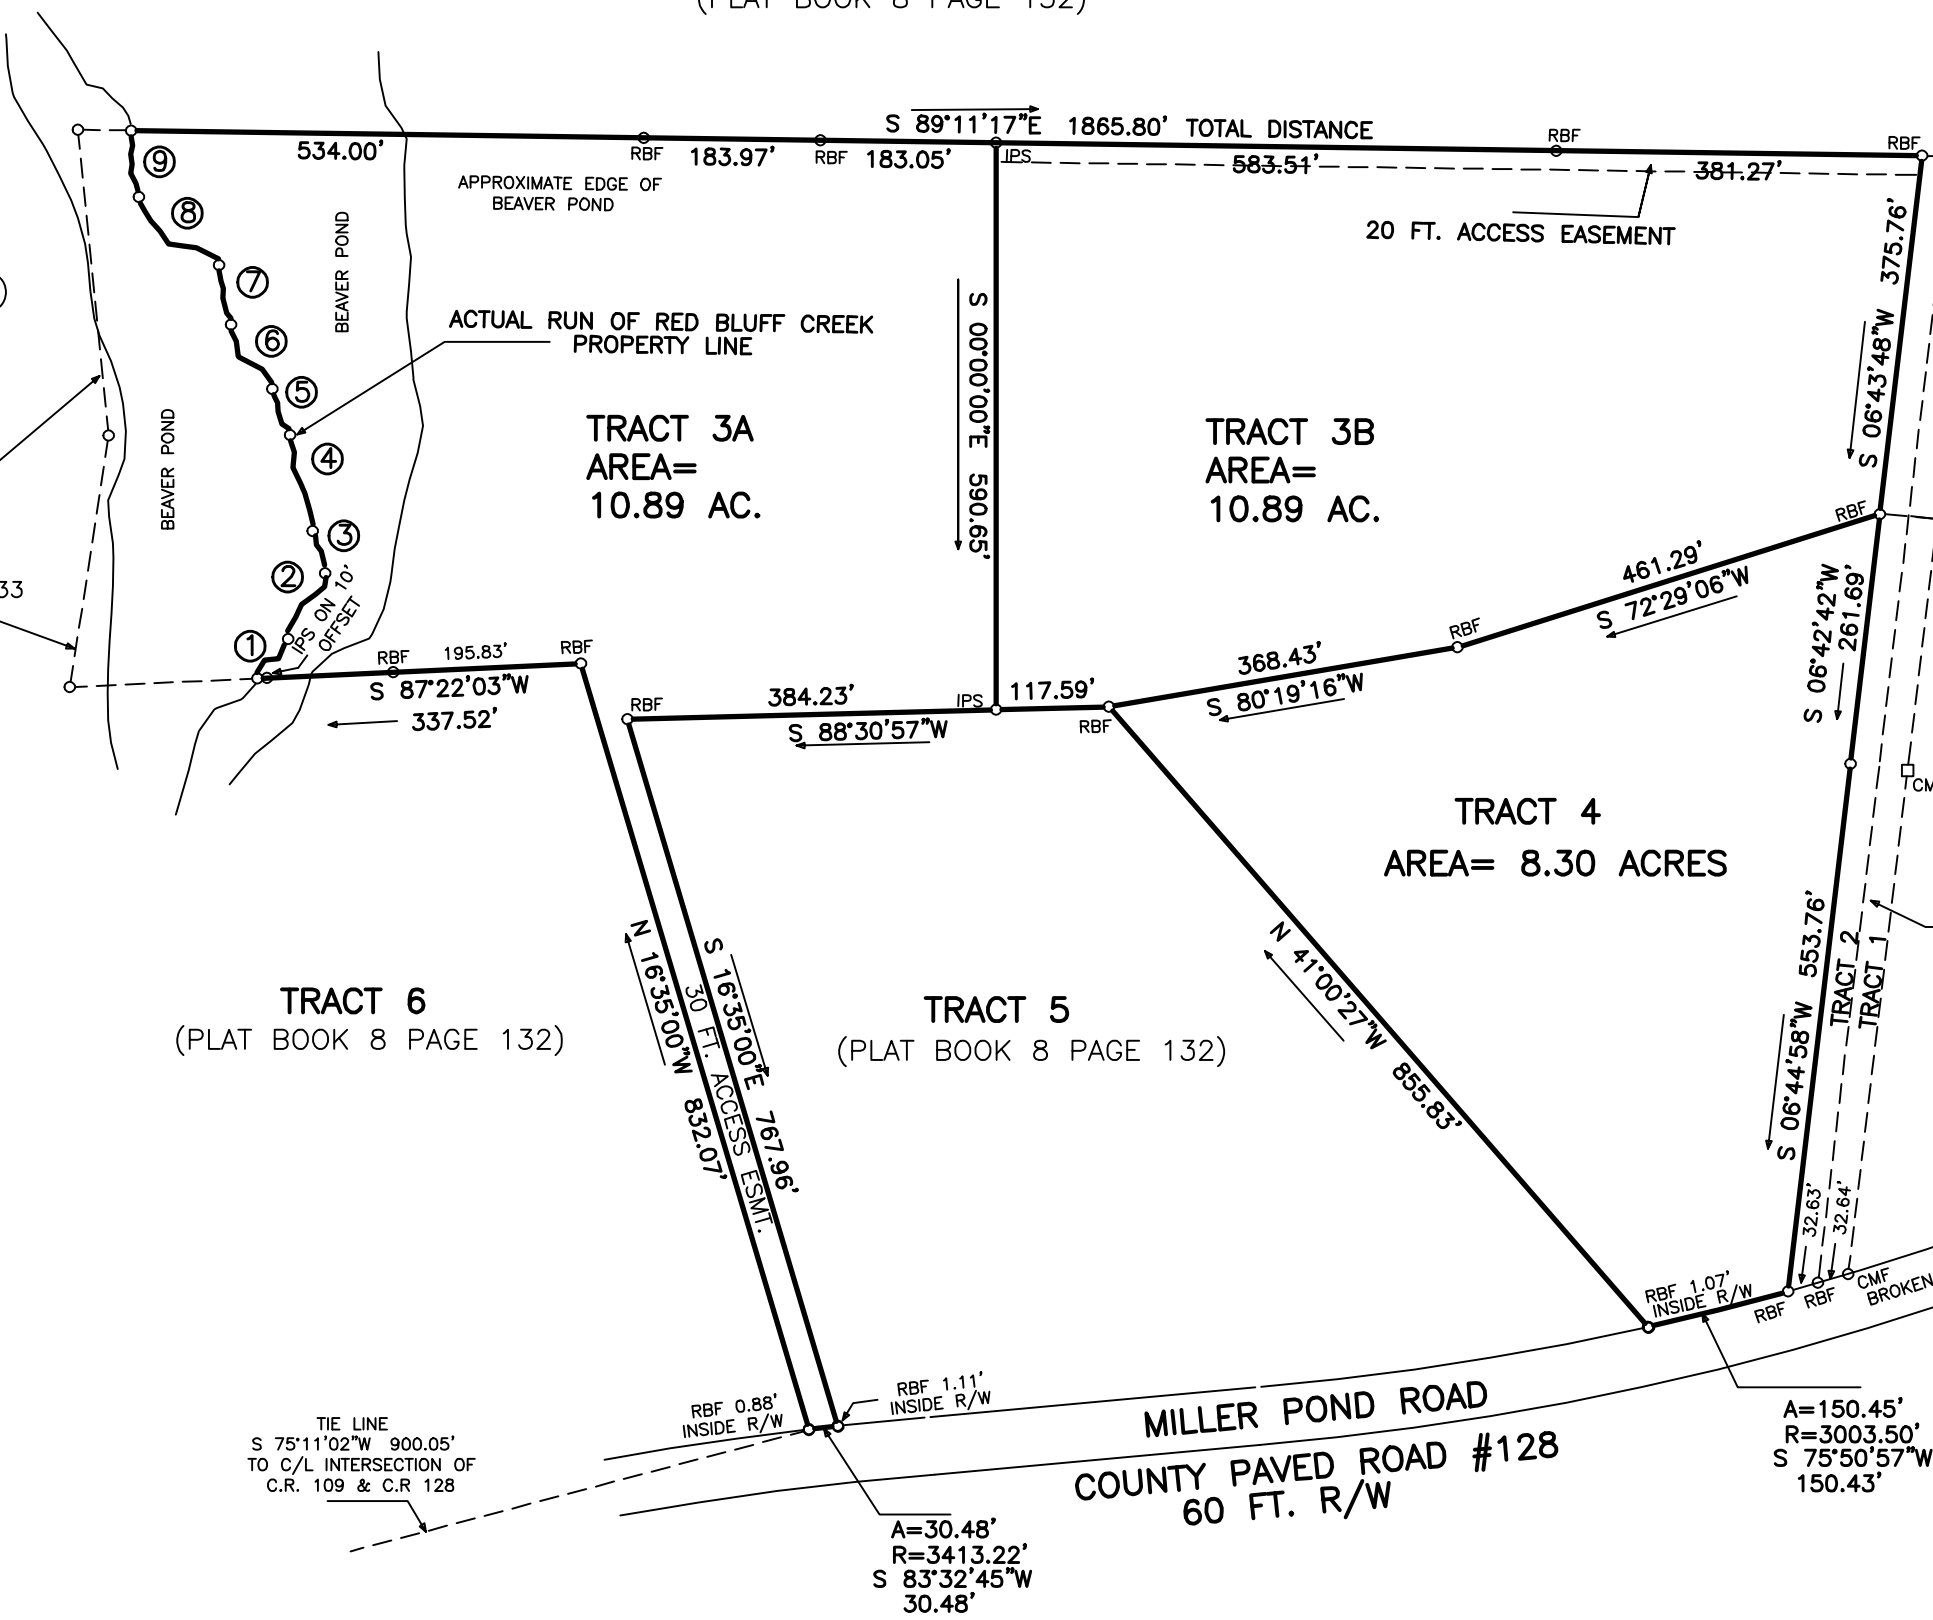 (PLAT BOOK 8 PAGE 132)
S 89°11'17"E 1865.80' TOTAL DISTANCE
RBF
RBF
534.00'
RBF
183.97'
RBF
183.05'
IPS
583.51'
381.27'
9
APPROXIMATE EDGE OF
BEAVER POND
8
20 FT. ACCESS EASEMENT
S 06°43'48"W 375.76'
BEAVER POND
7
6
ACTUAL RUN OF RED BLUFF CREEK
PROPERTY LINE
S 00°00'00"E 590.65'
5
4
BEAVER POND
TRACT 3A
AREA=
10.89 AC.
TRACT 3B
AREA=
10.89 AC.
RBF
3
2
33
1
IPS ON 10'
OFFSET
461.29'
S 72°29'06"W
S 06°42'42"W
261.69'
RBF
195.83'
RBF
RBF
S 87°22'03"W
337.52'
RBF
384.23'
IPS
117.59'
S 88°30'57"W
RBF
368.43'
S 80°19'16"W
CM
TRACT 4
AREA= 8.30 ACRES
N 16°35'00"W 832.07'
S 16°35'00"E 767.96'
30 FT. ACCESS ESMT.
N 41°00'27"W 855.83'
S 06°44'58"W 553.76'
TRACT 2
TRACT 1
TRACT 6
(PLAT BOOK 8 PAGE 132)
TRACT 5
(PLAT BOOK 8 PAGE 132)
32.63'
32.64'
RBF 1.07'
INSIDE R/W
RBF
RBF
CMF
BROKEN
RBF 0.88'
INSIDE R/W
RBF 1.11'
INSIDE R/W
MILLER POND ROAD
COUNTY PAVED ROAD #128
60 FT. R/W
TIE LINE
S 75°11'02"W 900.05'
TO C/L INTERSECTION OF
C.R. 109 & C.R 128
A=150.45'
R=3003.50'
S 75°50'57"W
150.43'
A=30.48'
R=3413.22'
S 83°32'45"W
30.48'